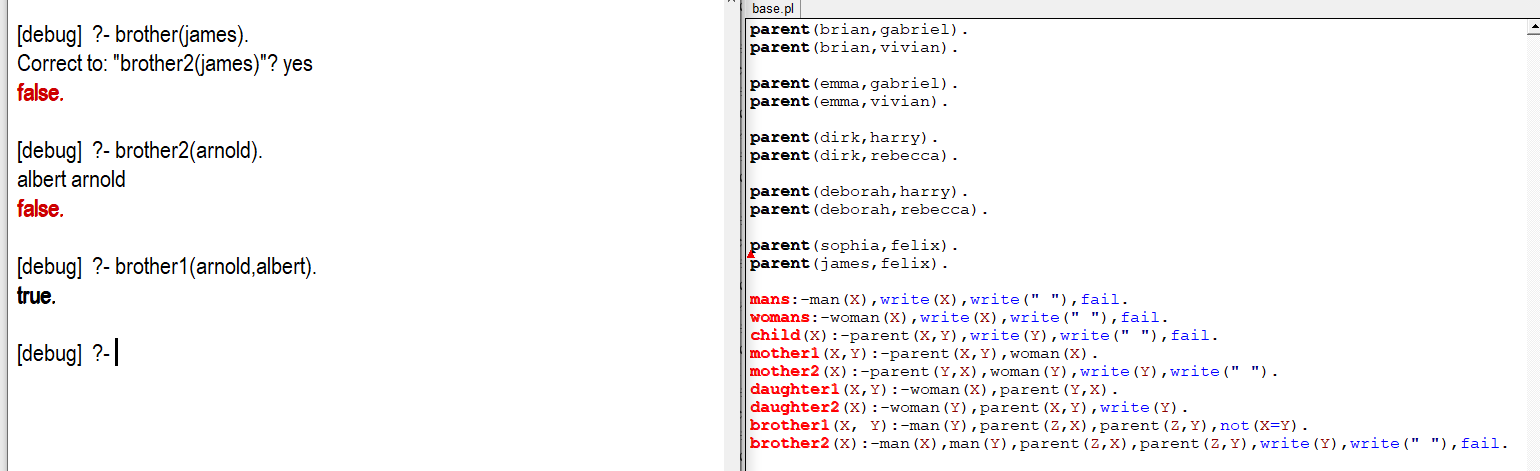 [debug]  ?- brother(james).
Correct to: "brother2(james)"? yes
false.
[debug]  ?- brother2(arnold).
albert arnold
false.
[debug]  ?- brother1(arnold,albert).
true.
[debug]  ?-
base.pl
parent(brian,gabriel).
parent(brian,vivian).
parent(emma,gabriel).
parent(emma,vivian).
parent(dirk,harry).
parent(dirk,rebecca).
parent(deborah,harry).
parent(deborah,rebecca).
parent(sophia,felix).
parent(james,felix).
mans:-man(X),write(X),write(" "),fail.
womans:-woman(X),write(X),write(" "),fail.
child(X):-parent(X,Y),write(Y),write(" "),fail.
mother1(X,Y):-parent(X,Y),woman(X).
mother2(X):-parent(Y,X),woman(Y),write(Y),write(" ").
daughter1(X,Y):-woman(X),parent(Y,X).
daughter2(X):-woman(Y),parent(X,Y),write(Y).
brother1(X, Y):-man(Y),parent(Z,X),parent(Z,Y),not(X=Y).
brother2(X):-man(X),man(Y),parent(Z,X),parent(Z,Y),write(Y),write(" "),fail.